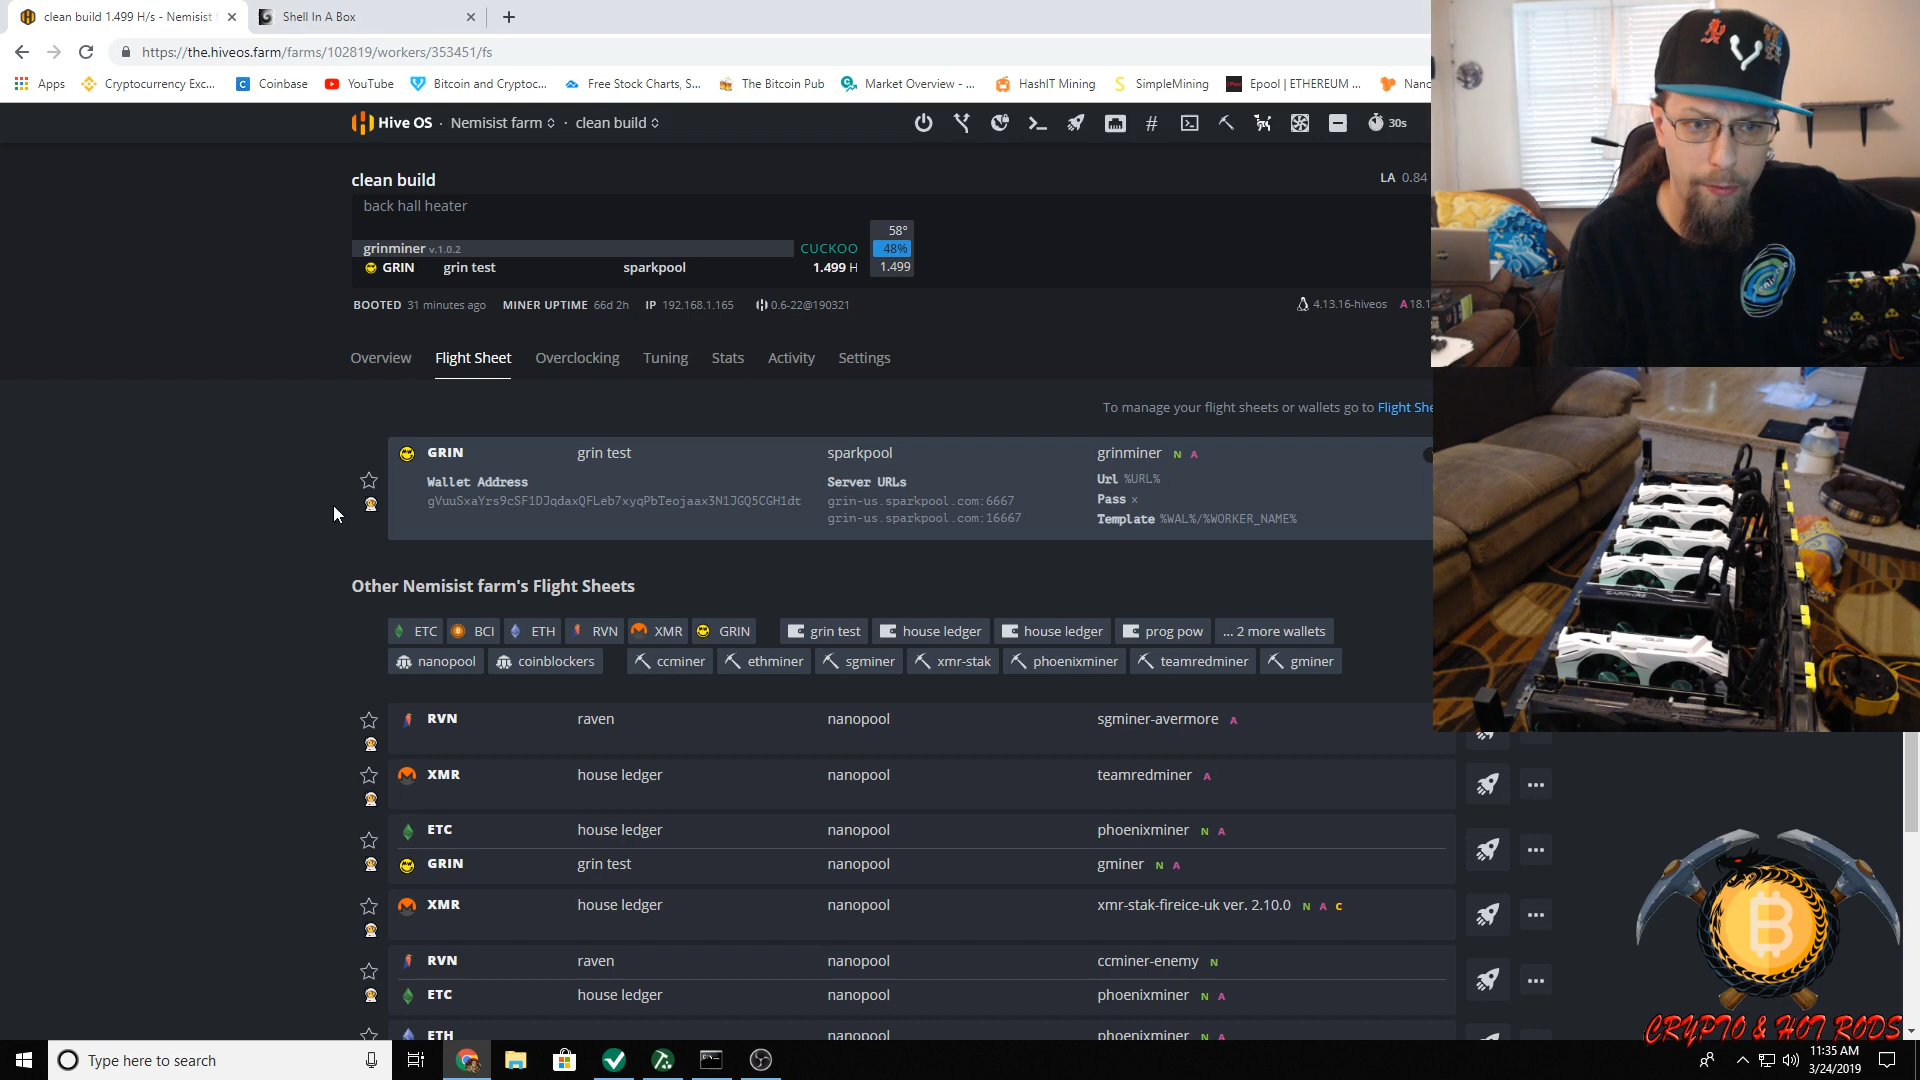 clean build 1.499 H/s - Nemisist
Shell In A Box
https://the.hiveos.farm/farms/102819/workers/353451/fs
Apps
Cryptocurrency Exc...
Coinbase
YouTube
Bitcoin and Cryptoc...
Free Stock Charts, S...
The Bitcoin Pub
Market Overview - ...
HashIT Mining
SimpleMining
Epool | ETHEREUM ...
Nano
Hive OS · Nemisist farm · clean build
30s
clean build
LA 0.84
back hall heater
58°
grinminer v.1.0.2 CUCKOO 48%
GRIN grin test sparkpool 1.499 H 1.499
BOOTED 31 minutes ago MINER UPTIME 66d 2h IP 192.168.1.165 0.6-22@190321
4.13.16-hiveos A 18.1
Overview Flight Sheet Overclocking Tuning Stats Activity Settings
To manage your flight sheets or wallets go to Flight She
GRIN grin test sparkpool grinminer N A
Wallet Address Server URLs Url %URL%
gVuuSxaYrs9cSF1DJqdaxQFLeb7xyqPbTeojaax3N1JGQ5CGH1dt grin-us.sparkpool.com:6667 Pass x
grin-us.sparkpool.com:16667 Template %WAL%/%WORKER_NAME%
Other Nemisist farm's Flight Sheets
ETC BCI ETH RVN XMR GRIN grin test house ledger house ledger prog pow ... 2 more wallets
nanopool coinblockers ccminer ethminer sgminer xmr-stak phoenixminer teamredminer gminer
RVN raven nanopool sgminer-avermore A
XMR house ledger nanopool teamredminer A
ETC house ledger nanopool phoenixminer N A
GRIN grin test nanopool gminer N A
XMR house ledger nanopool xmr-stak-fireice-uk ver. 2.10.0 N A C
RVN raven nanopool ccminer-enemy N
ETC house ledger nanopool phoenixminer N A
ETH nanopool phoenixminer N A
CRYPTO & HOT RODS
Type here to search
11:35 AM
3/24/2019